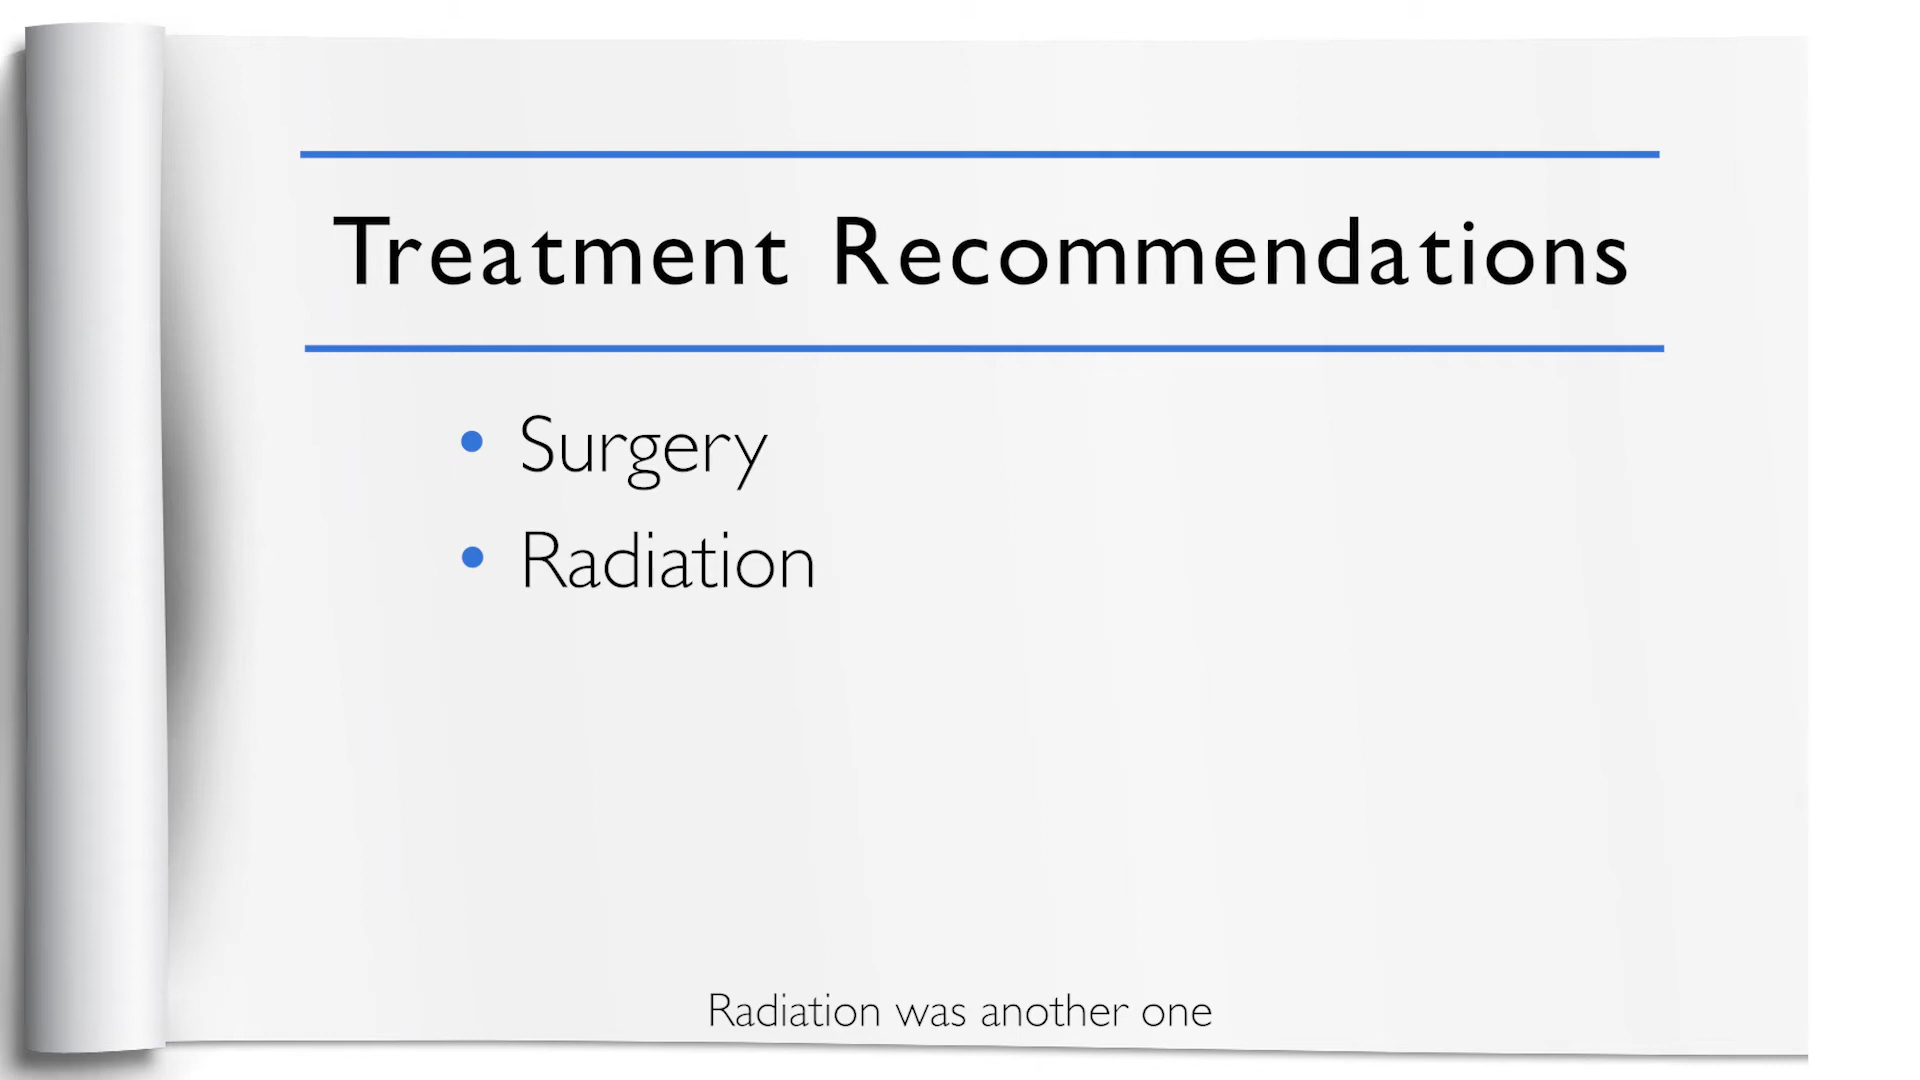 Treatment Recommendations
• Surgery
• Radiation
Radiation was another one